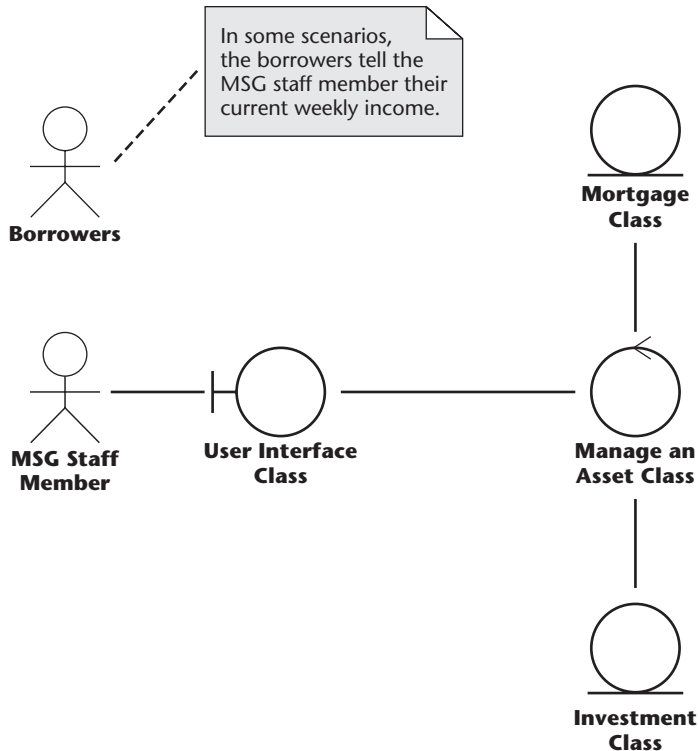 In some scenarios,
the borrowers tell the
MSG staff member their
current weekly income.
Borrowers
Mortgage
Class
MSG Staff
Member
User Interface
Class
Manage an
Asset Class
Investment
Class